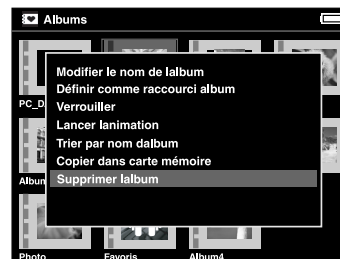 Albums
Modifier le nom de lalbum
Définir comme raccourci album
PC_D
Verrouiller
Lancer lanimation
Trier par nom dalbum
Copier dans carte mémoire
Supprimer lalbum
Album
Photo
Favoris
Album4